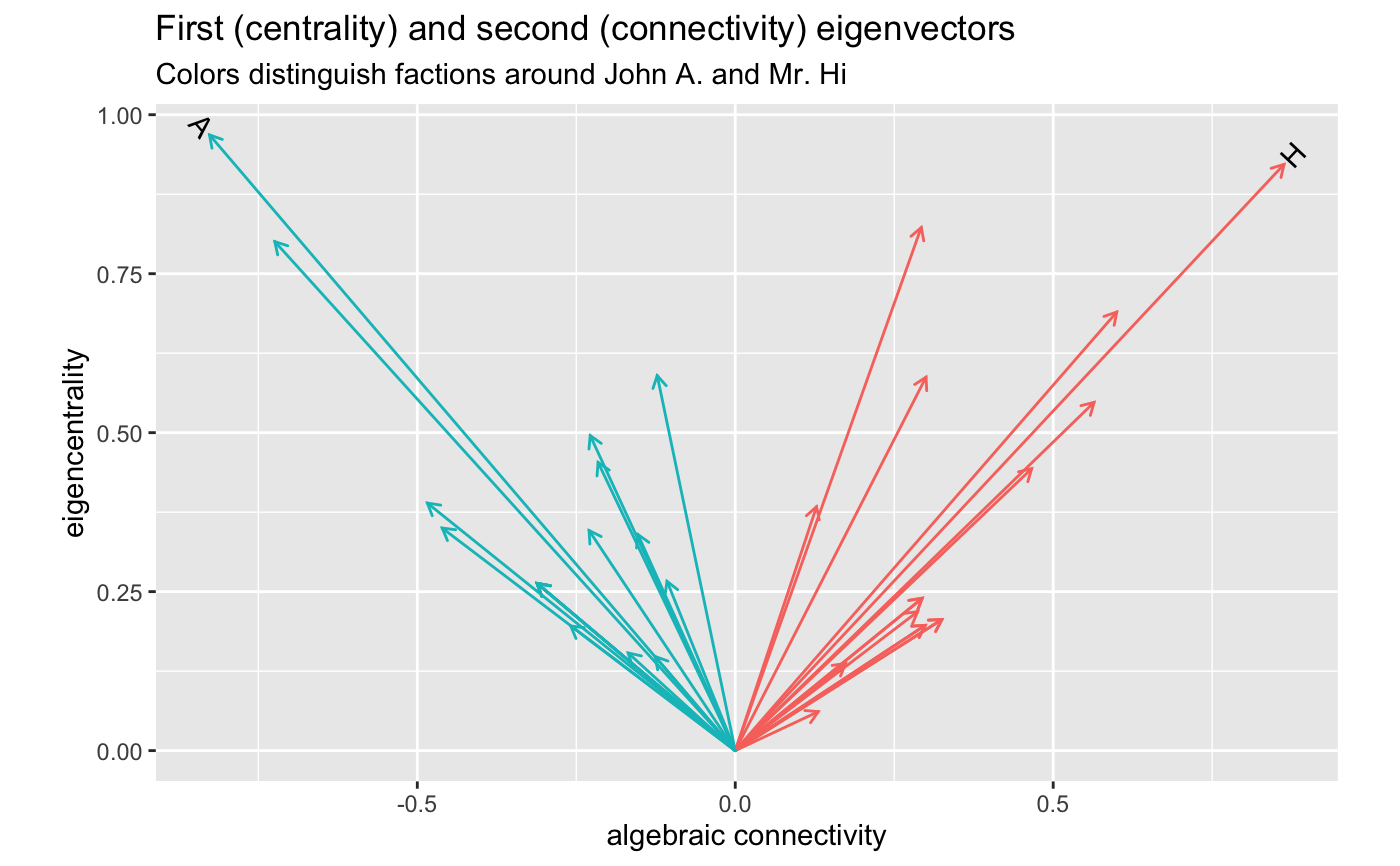 First (centrality) and second (connectivity) eigenvectors
Colors distinguish factions around John A. and Mr. Hi
1.00
0.75
0.50
0.25
0.00
eigencentrality
A
H
-0.5
0.0
0.5
algebraic connectivity